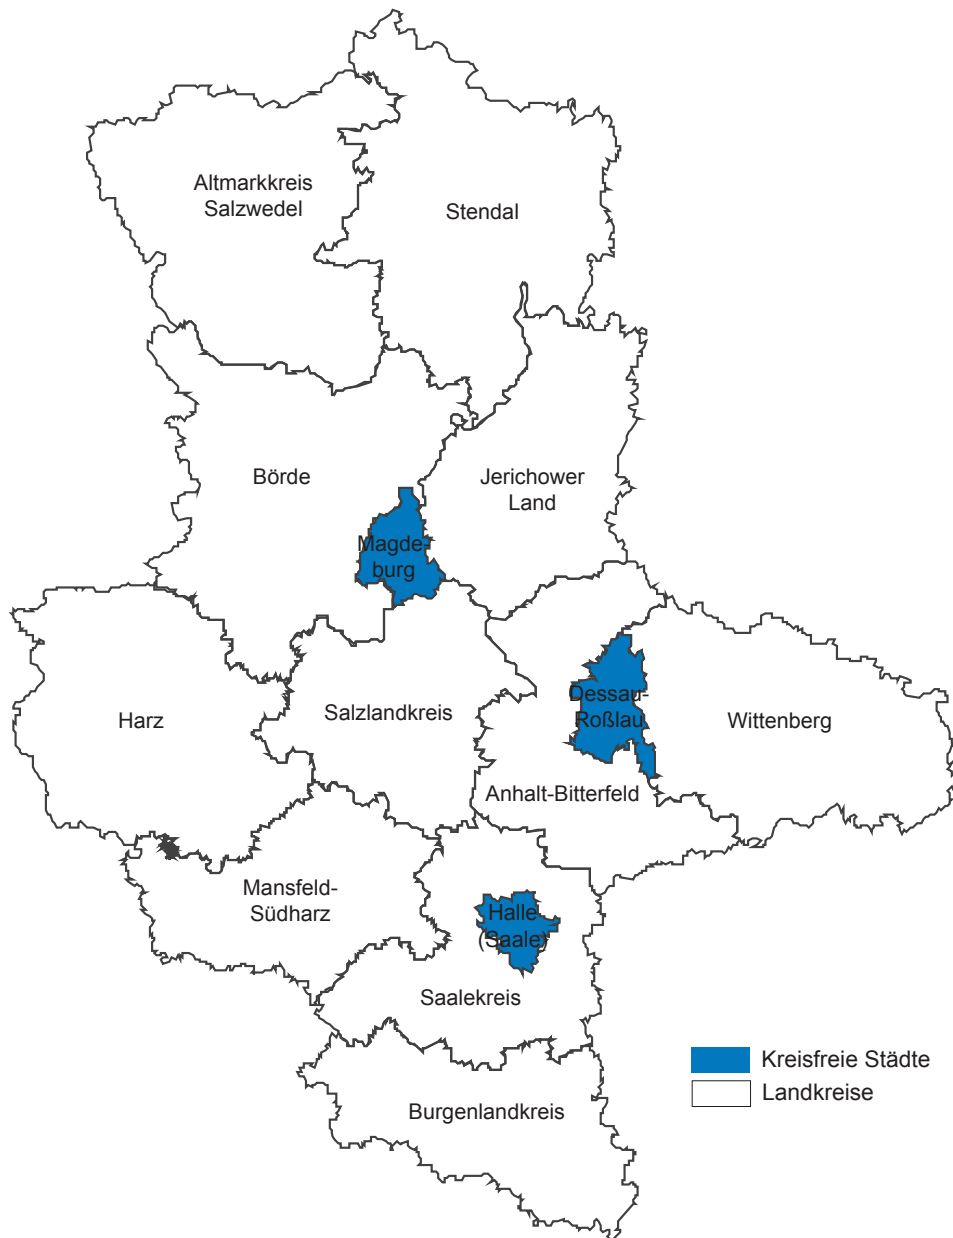 Altmarkkreis
Salzwedel
Stendal
Börde
Jerichower
Land
Magde-
burg
Harz
Salzlandkreis
Dessau-
Roßlau
Wittenberg
Anhalt-Bitterfeld
Mansfeld-
Südharz
Halle
(Saale)
Saalekreis
Burgenlandkreis
Kreisfreie Städte
Landkreise